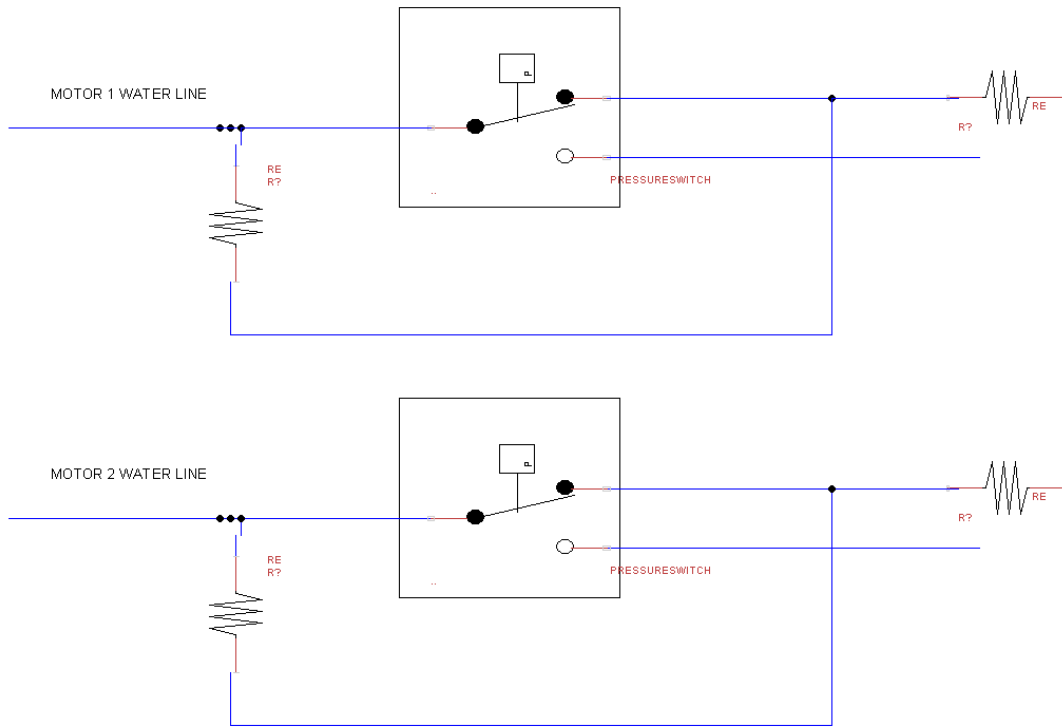 P
MOTOR 1 WATER LINE
RE
R?
RE
R?
PRESSURESWITCH
..
P
MOTOR 2 WATER LINE
RE
R?
RE
R?
PRESSURESWITCH
..